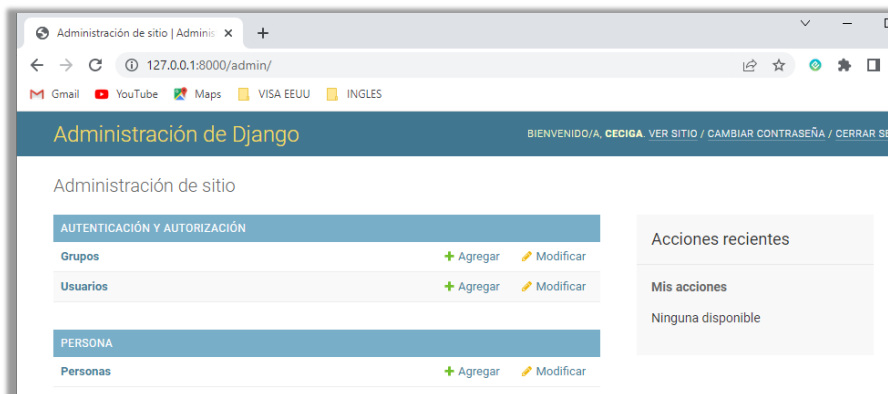 Administración de sitio | Adminis
127.0.0.1:8000/admin/
Gmail YouTube Maps VISA EEUU INGLES
Administración de Django
BIENVENIDO/A, CECIGA. VER SITIO / CAMBIAR CONTRASEÑA / CERRAR SE
Administración de sitio
AUTENTICACIÓN Y AUTORIZACIÓN
Grupos Agregar Modificar
Usuarios Agregar Modificar
PERSONA
Personas Agregar Modificar
Acciones recientes
Mis acciones
Ninguna disponible